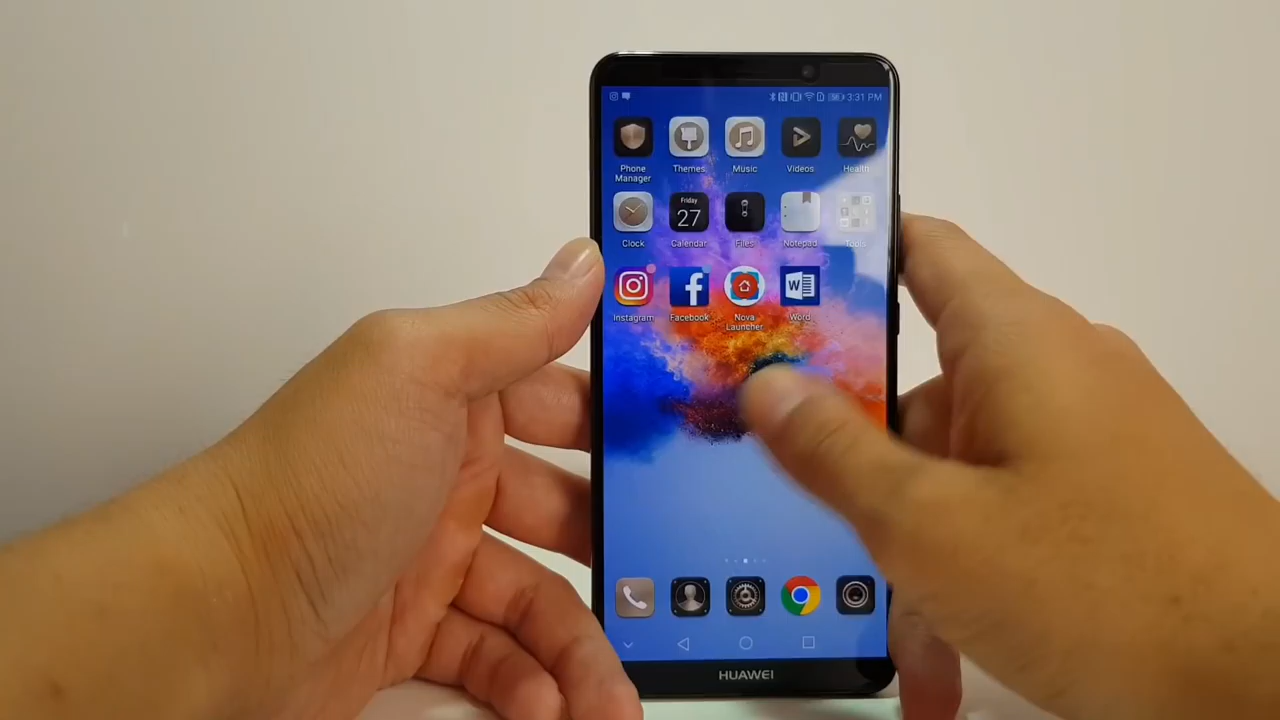 3:31 PM
Phone Manager
Themes
Music
Videos
Health
Friday
27
Clock
Calendar
Files
Notepad
Tools
W
Instagram
Facebook
Nova Launcher
Word
HUAWEI